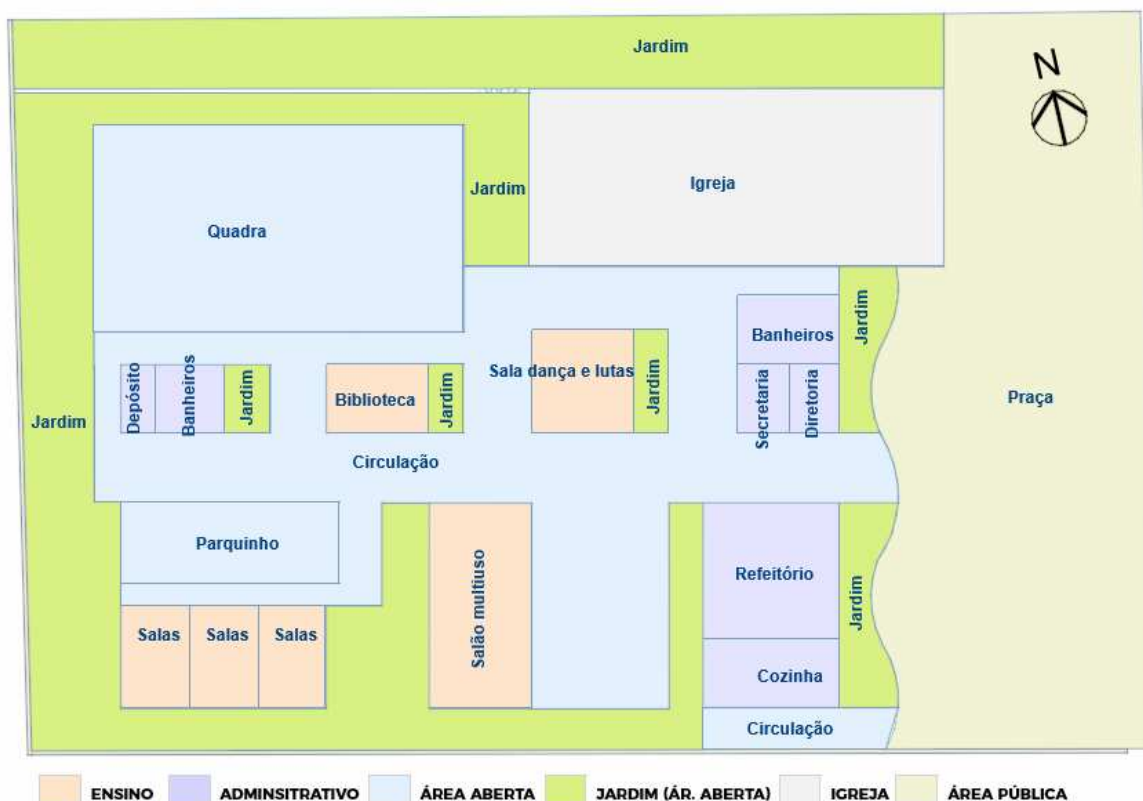 Jardim
N
Jardim
Igreja
Quadra
Jardim
Banheiros
Sala dança e lutas
Jardim
Depósito
Banheiros
Jardim
Biblioteca
Jardim
Secretaria
Diretoria
Praça
Jardim
Circulação
Parquinho
Salão multiuso
Refeitório
Jardim
Salas
Salas
Salas
Cozinha
Circulação
ENSINO
ADMINSITRATIVO
ÁREA ABERTA
JARDIM (ÁR. ABERTA)
IGREJA
ÁREA PÚBLICA